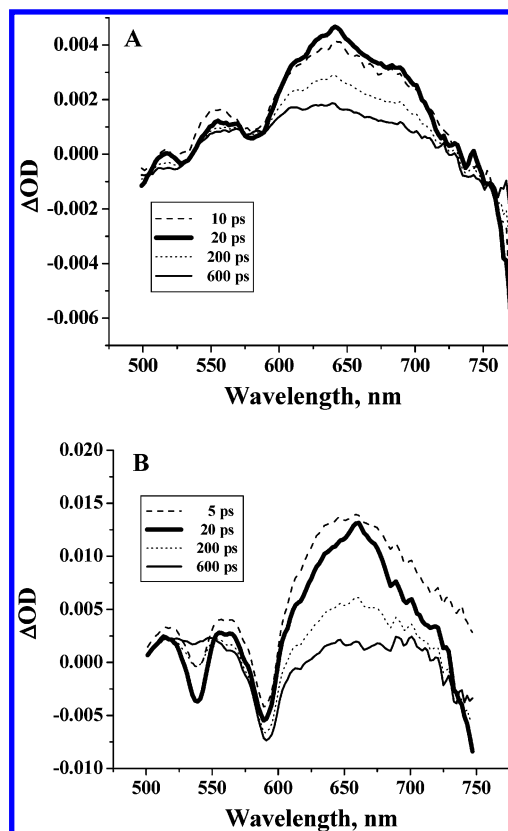 A
0.004
0.002
0.000
-0.002
-0.004
-0.006
ΔOD
10 ps
20 ps
200 ps
600 ps
500 550 600 650 700 750
Wavelength, nm
B
0.020
0.015
0.010
0.005
0.000
-0.005
-0.010
ΔOD
5 ps
20 ps
200 ps
600 ps
500 550 600 650 700 750
Wavelength, nm